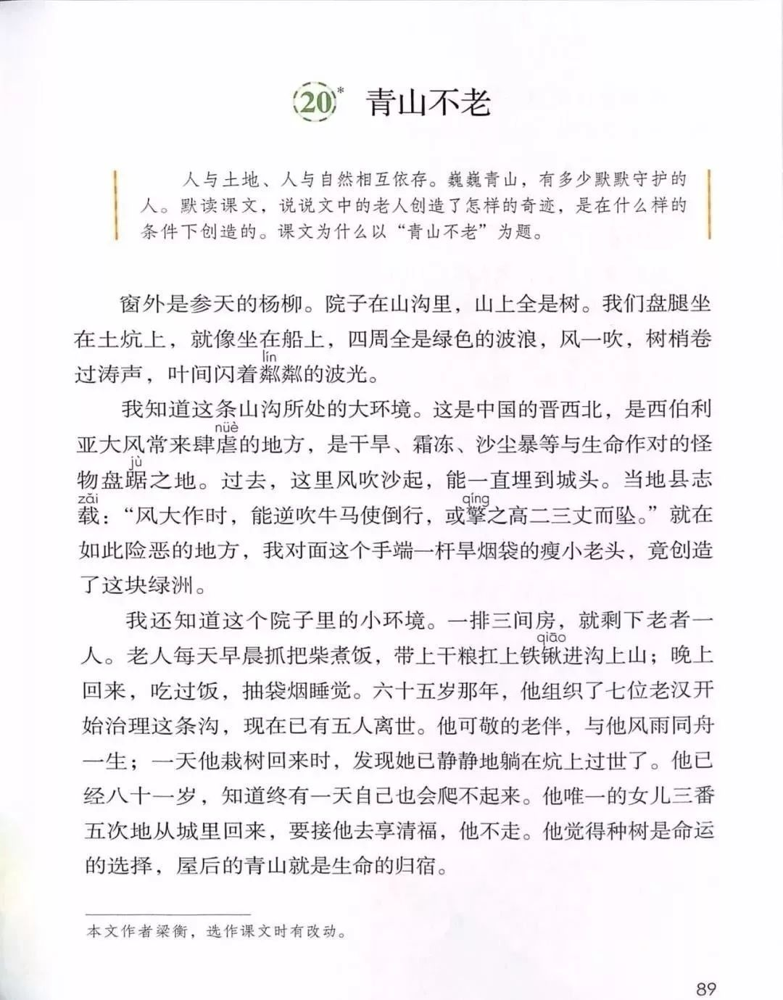 20* 青山不老
人与土地、人与自然相互依存。巍巍青山，有多少默默守护的
人。默读课文，说说文中的老人创造了怎样的奇迹，是在什么样的
条件下创造的。课文为什么以“青山不老”为题。
窗外是参天的杨柳。院子在山沟里，山上全是树。我们盘腿坐
在土炕上，就像坐在船上，四周全是绿色的波浪，风一吹，树梢卷
lín
过涛声，叶间闪着粼粼的波光。
我知道这条山沟所处的大环境。这是中国的晋西北，是西伯利
nüè
亚大风常来肆虐的地方，是干旱、霜冻、沙尘暴等与生命作对的怪
jù
物盘踞之地。过去，这里风吹沙起，能一直埋到城头。当地县志
zǎi qíng
载：“风大作时，能逆吹牛马使倒行，或擎之高二三丈而坠。”就在
如此险恶的地方，我对面这个手端一杆旱烟袋的瘦小老头，竟创造
了这块绿洲。
我还知道这个院子里的小环境。一排三间房，就剩下老者一
qiāo
人。老人每天早晨抓把柴煮饭，带上干粮扛上铁锹进沟上山；晚上
回来，吃过饭，抽袋烟睡觉。六十五岁那年，他组织了七位老汉开
始治理这条沟，现在已有五人离世。他可敬的老伴，与他风雨同舟
一生；一天他栽树回来时，发现她已静静地躺在炕上过世了。他已
经八十一岁，知道终有一天自己也会爬不起来。他唯一的女儿三番
五次地从城里回来，要接他去享清福，他不走。他觉得种树是命运
的选择，屋后的青山就是生命的归宿。
本文作者梁衡，选作课文时有改动。
89